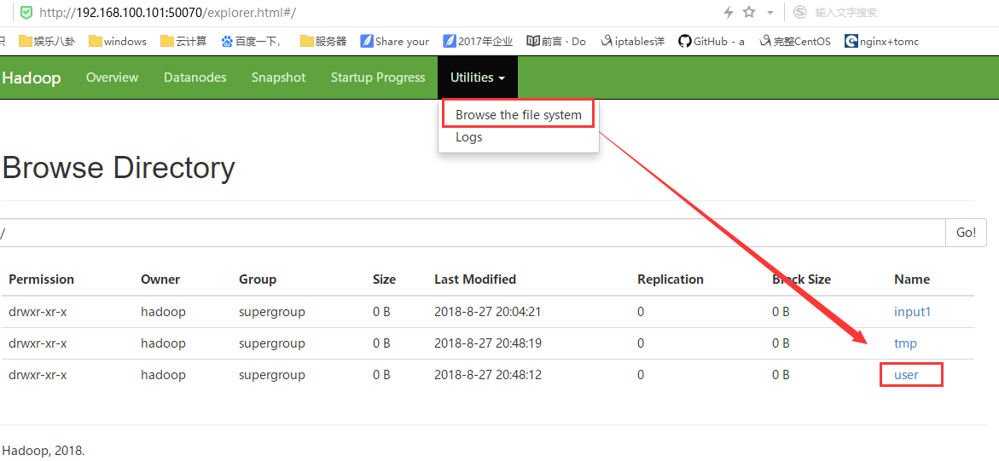 http://192.168.100.101:50070/explorer.html#/ 输入文字搜索
识 娱乐八卦 windows 云计算 百度一下, 服务器 Share your 2017年企业 前言 · Do iptables详 GitHub - a 完整CentOS nginx+tomc
Hadoop Overview Datanodes Snapshot Startup Progress Utilities
Browse the file system
Logs
Browse Directory
/ Go!
Permission Owner Group Size Last Modified Replication Block Size Name
drwxr-xr-x hadoop supergroup 0 B 2018-8-27 20:04:21 0 0 B input1
drwxr-xr-x hadoop supergroup 0 B 2018-8-27 20:48:19 0 0 B tmp
drwxr-xr-x hadoop supergroup 0 B 2018-8-27 20:48:12 0 0 B user
Hadoop, 2018.